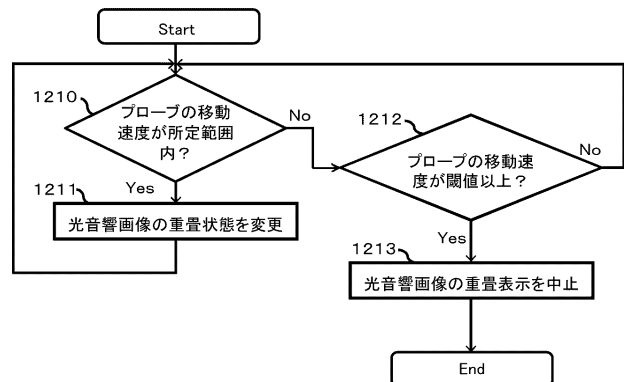 Start
1210
プローブの移動
速度が所定範囲
内？
No
1212
プローブの移動速
度が閾値以上？
No
1211
Yes
光音響画像の重畳状態を変更
Yes
1213
光音響画像の重畳表示を中止
End